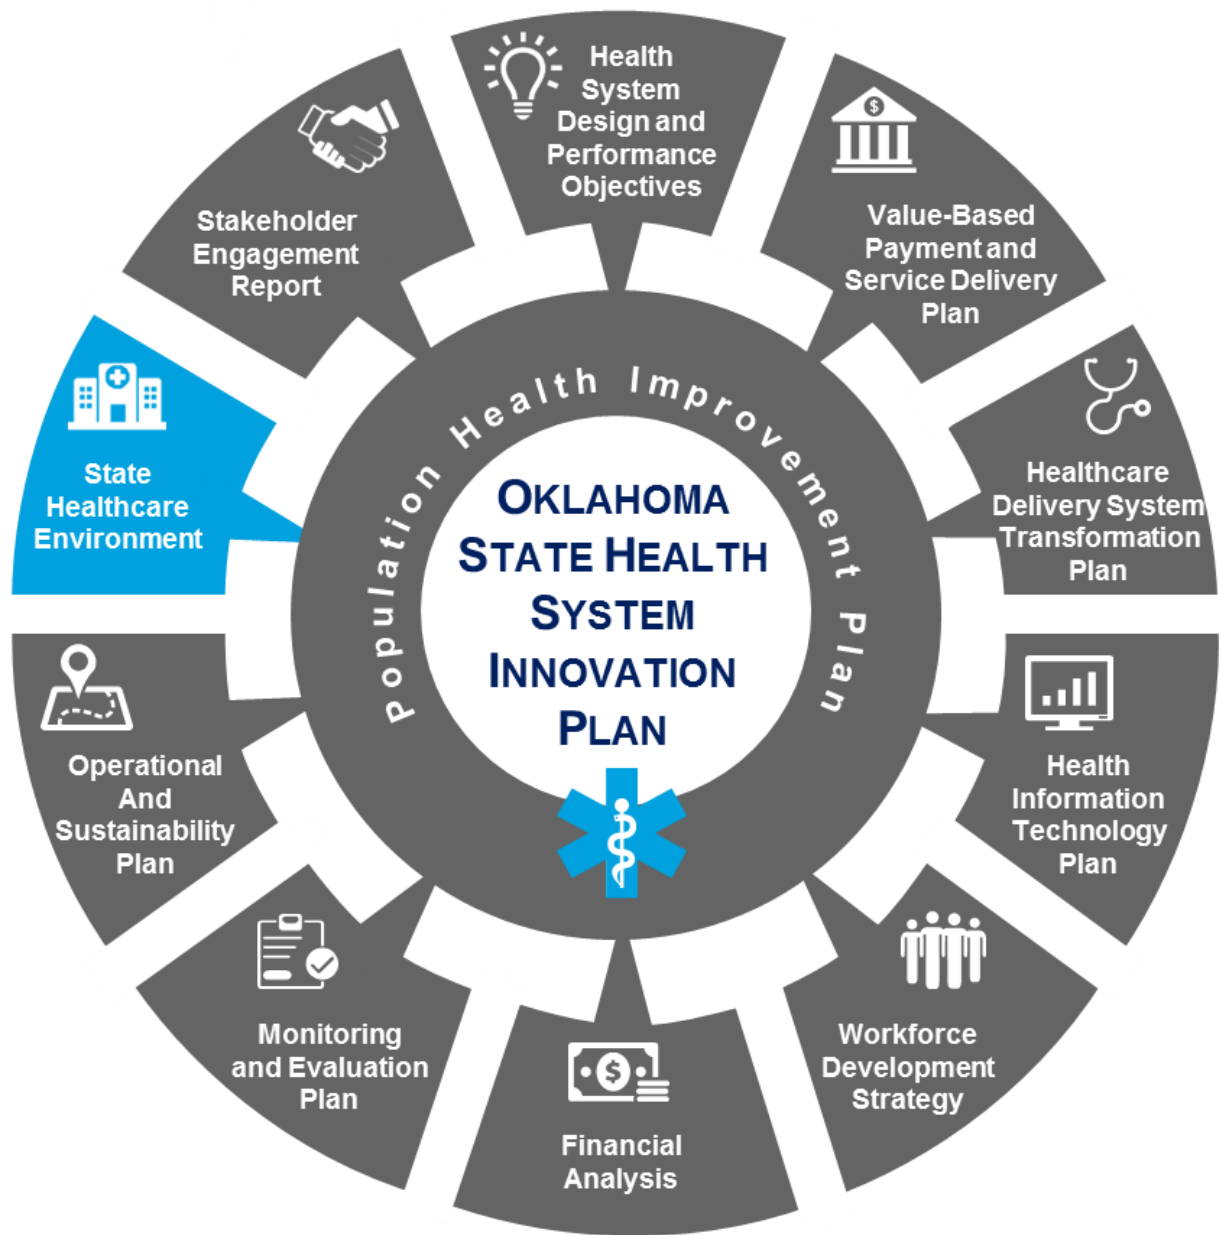 Health
System
Design and
Performance
Objectives
$
Value-Based
Payment and
Service Delivery
Plan
Healthcare
Delivery System
Transformation
Plan
Health
Information
Technology
Plan
Workforce
Development
Strategy
$
Financial
Analysis
Monitoring
and Evaluation
Plan
Operational
And
Sustainability
Plan
State
Healthcare
Environment
Stakeholder
Engagement
Report
Population Health Improvement Plan
OKLAHOMA
STATE HEALTH
SYSTEM
INNOVATION
PLAN